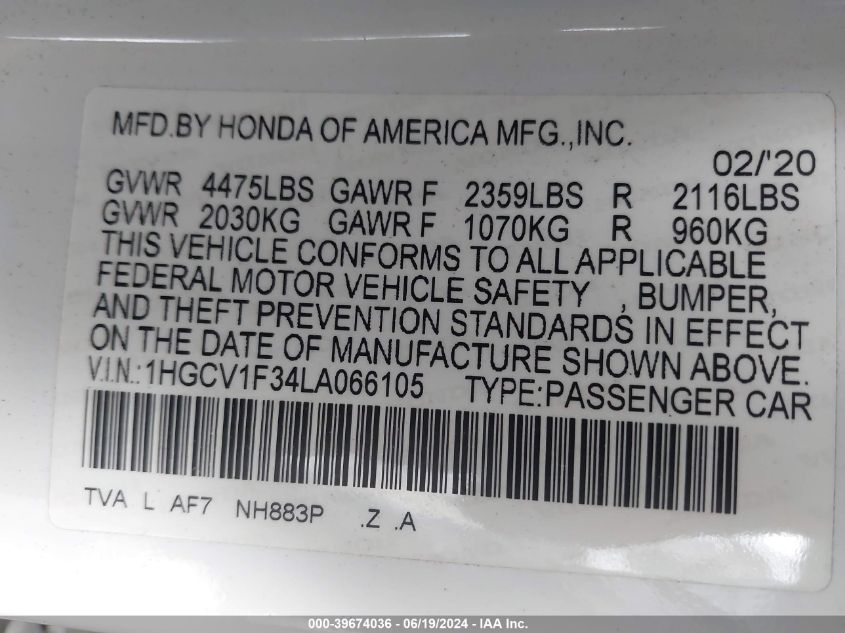 MFD.BY HONDA OF AMERICA MFG.,INC.
02/'20
GVWR 4475LBS GAWR F 2359LBS R 2116LBS
GVWR 2030KG GAWR F 1070KG R 960KG
THIS VEHICLE CONFORMS TO ALL APPLICABLE
FEDERAL MOTOR VEHICLE SAFETY , BUMPER,
AND THEFT PREVENTION STANDARDS IN EFFECT
ON THE DATE OF MANUFACTURE SHOWN ABOVE.
V.I.N.:1HGCV1F34LA066105 TYPE:PASSENGER CAR
TVA L AF7 NH883P .Z .A
000-39674036 - 06/19/2024 - IAA Inc.